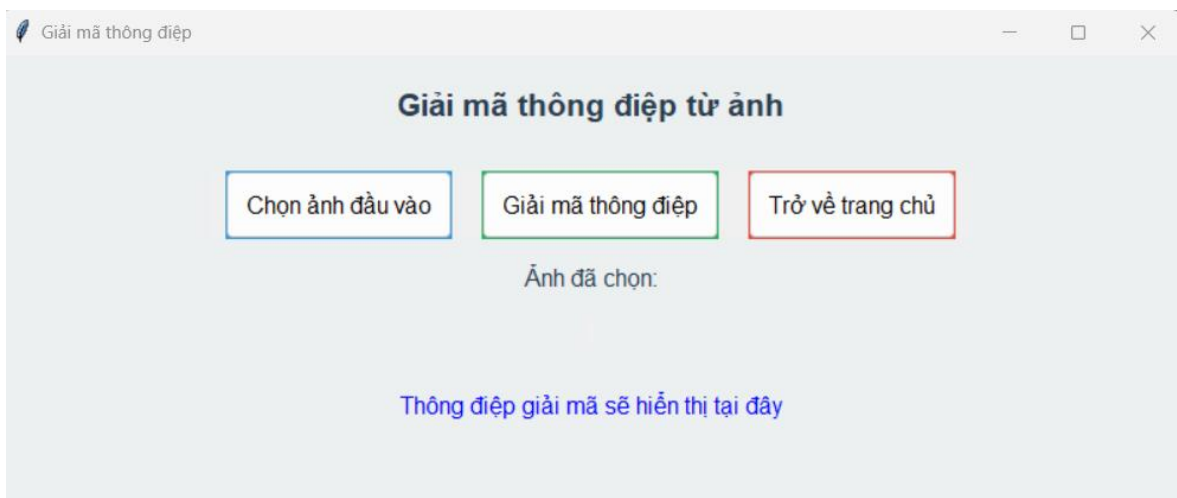 Giải mã thông điệp
Giải mã thông điệp từ ảnh
Chọn ảnh đầu vào
Giải mã thông điệp
Trở về trang chủ
Ảnh đã chọn:
Thông điệp giải mã sẽ hiển thị tại đây